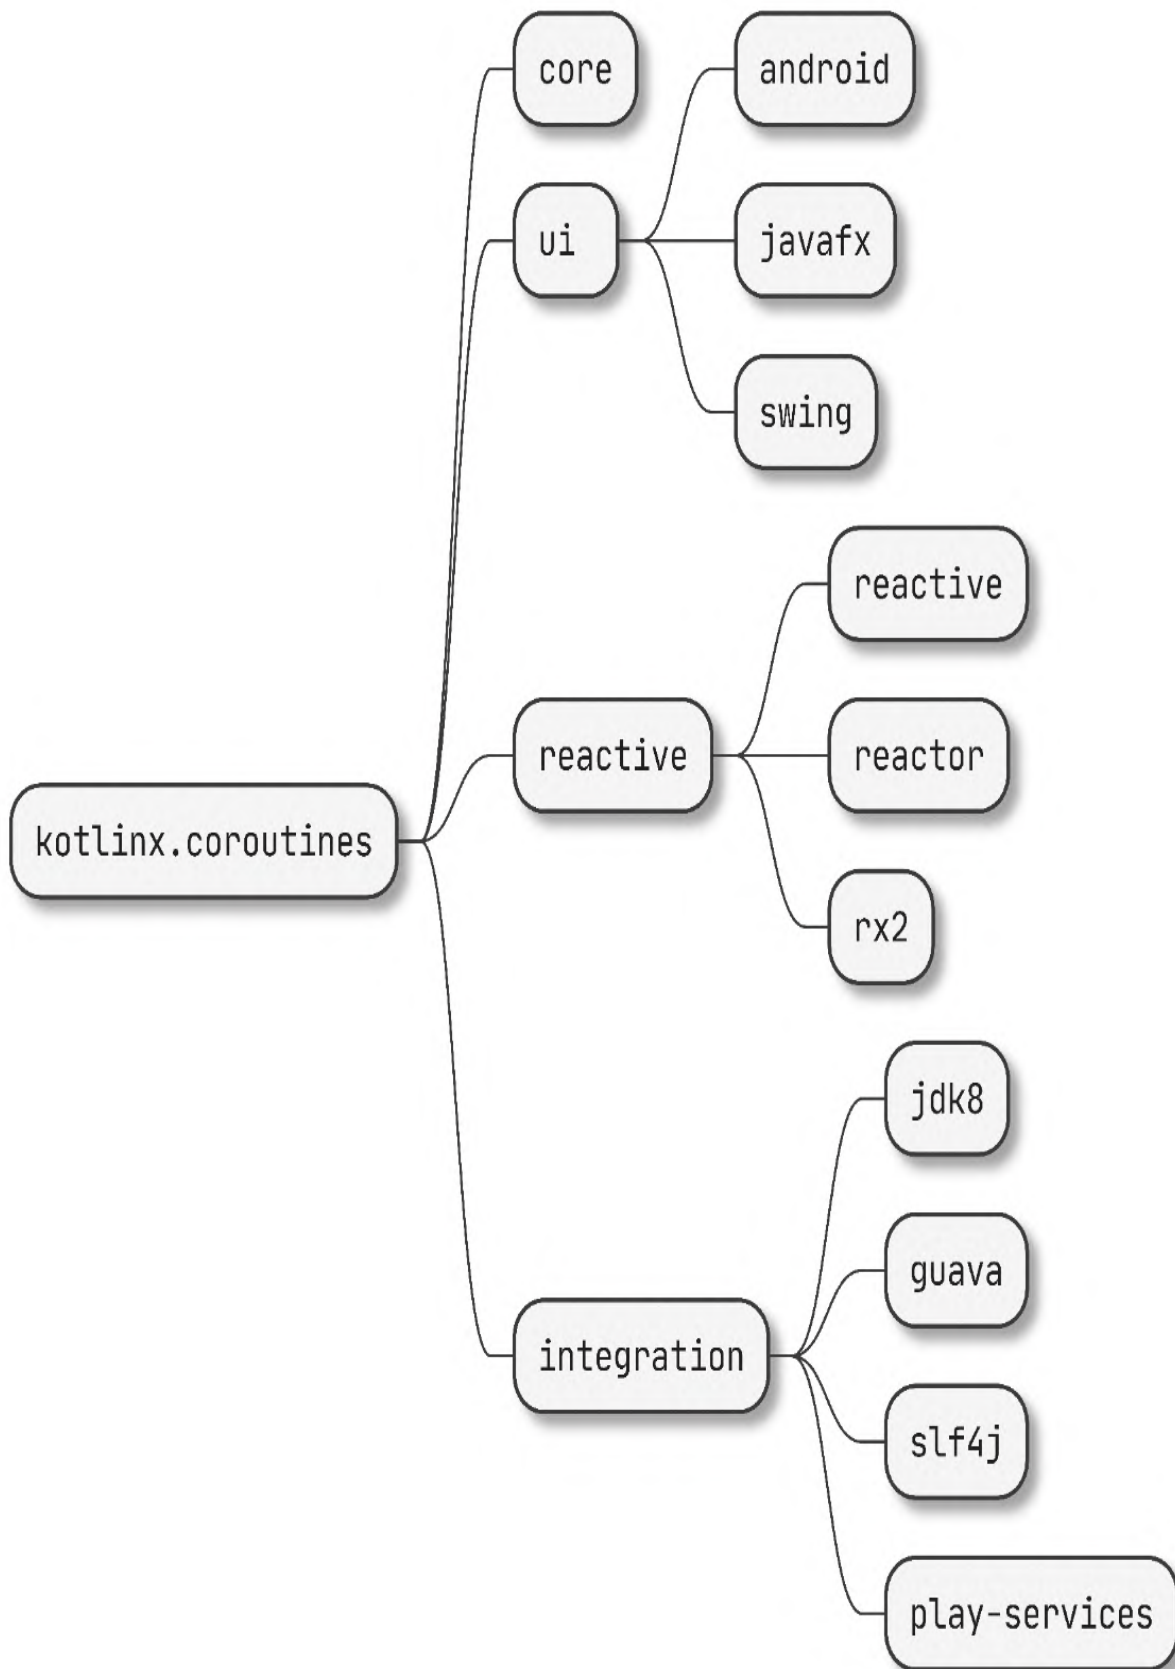 core
android
ui
javafx
swing
reactive
reactive
reactor
kotlinx.coroutines
rx2
jdk8
guava
integration
slf4j
play-services